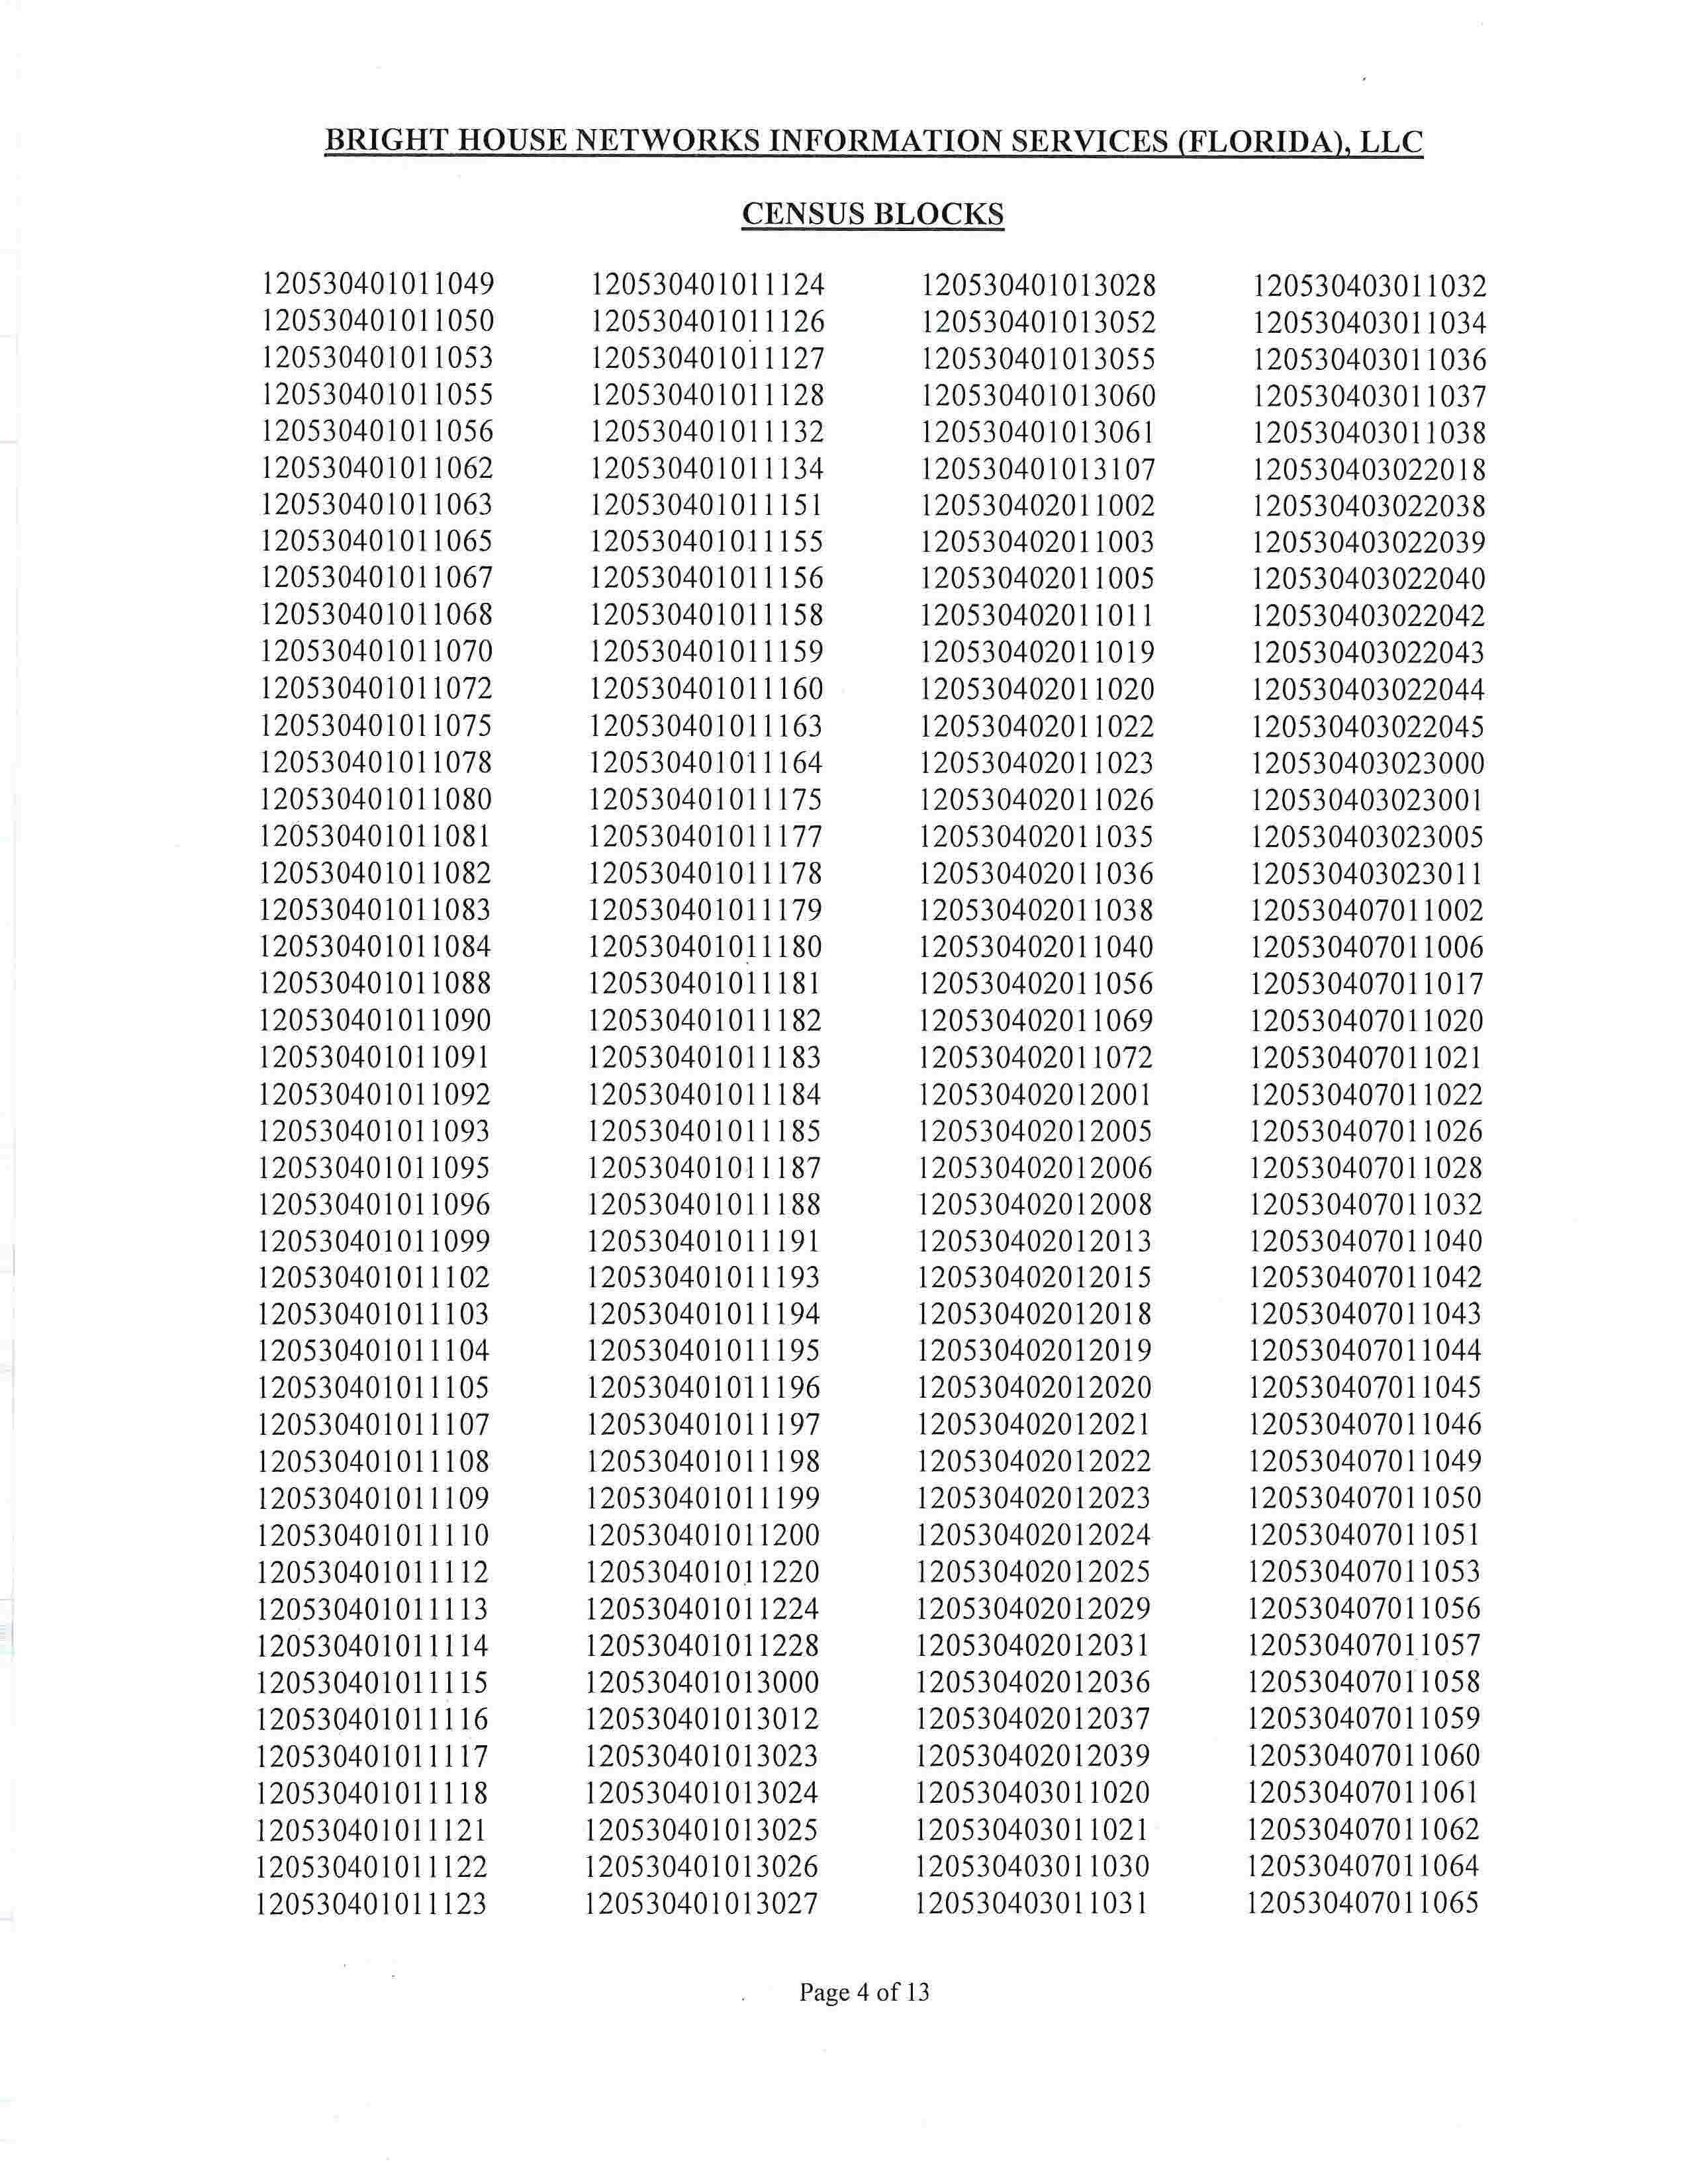 BRIGHT HOUSE NETWORKS INFORMATION SERVICES (FLORIDA), LLC
CENSUS BLOCKS
120530401011049 120530401011124 120530401013028 120530403011032
120530401011050 120530401011126 120530401013052 120530403011034
120530401011053 120530401011127 120530401013055 120530403011036
120530401011055 120530401011128 120530401013060 120530403011037
120530401011056 120530401011132 120530401013061 120530403011038
120530401011062 120530401011134 120530401013107 120530403022018
120530401011063 120530401011151 120530402011002 120530403022038
120530401011065 120530401011155 120530402011003 120530403022039
120530401011067 120530401011156 120530402011005 120530403022040
120530401011068 120530401011158 120530402011011 120530403022042
120530401011070 120530401011159 120530402011019 120530403022043
120530401011072 120530401011160 120530402011020 120530403022044
120530401011075 120530401011163 120530402011022 120530403022045
120530401011078 120530401011164 120530402011023 120530403023000
120530401011080 120530401011175 120530402011026 120530403023001
120530401011081 120530401011177 120530402011035 120530403023005
120530401011082 120530401011178 120530402011036 120530403023011
120530401011083 120530401011179 120530402011038 120530407011002
120530401011084 120530401011180 120530402011040 120530407011006
120530401011088 120530401011181 120530402011056 120530407011017
120530401011090 120530401011182 120530402011069 120530407011020
120530401011091 120530401011183 120530402011072 120530407011021
120530401011092 120530401011184 120530402012001 120530407011022
120530401011093 120530401011185 120530402012005 120530407011026
120530401011095 120530401011187 120530402012006 120530407011028
120530401011096 120530401011188 120530402012008 120530407011032
120530401011099 120530401011191 120530402012013 120530407011040
120530401011102 120530401011193 120530402012015 120530407011042
120530401011103 120530401011194 120530402012018 120530407011043
120530401011104 120530401011195 120530402012019 120530407011044
120530401011105 120530401011196 120530402012020 120530407011045
120530401011107 120530401011197 120530402012021 120530407011046
120530401011108 120530401011198 120530402012022 120530407011049
120530401011109 120530401011199 120530402012023 120530407011050
120530401011110 120530401011200 120530402012024 120530407011051
120530401011112 120530401011220 120530402012025 120530407011053
120530401011113 120530401011224 120530402012029 120530407011056
120530401011114 120530401011228 120530402012031 120530407011057
120530401011115 120530401013000 120530402012036 120530407011058
120530401011116 120530401013012 120530402012037 120530407011059
120530401011117 120530401013023 120530402012039 120530407011060
120530401011118 120530401013024 120530403011020 120530407011061
120530401011121 120530401013025 120530403011021 120530407011062
120530401011122 120530401013026 120530403011030 120530407011064
120530401011123 120530401013027 120530403011031 120530407011065
Page 4 of 13